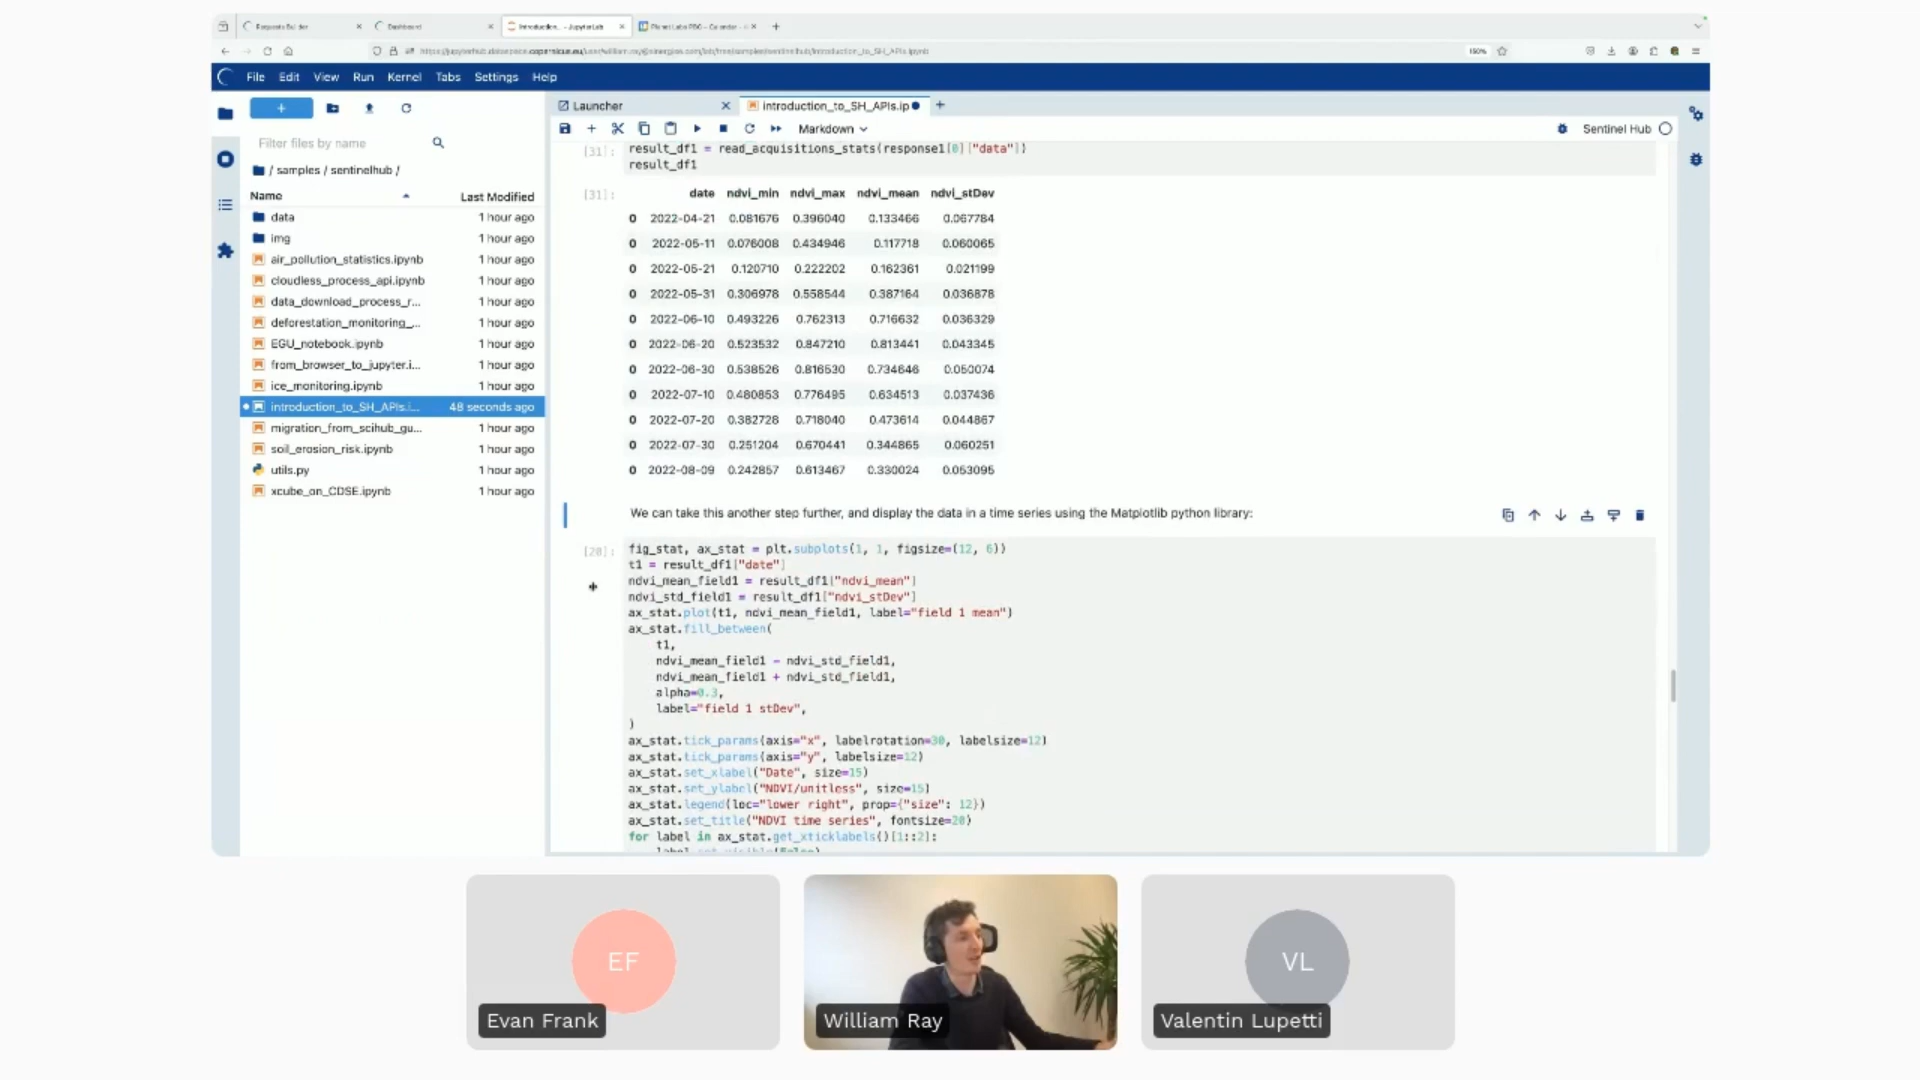 Requests Builder
Dashboard
Introduction... - JupyterLab
Planet Labs PBC - Calendar - 
150%
File Edit View Run Kernel Tabs Settings Help
Launcher
introduction_to_SH_APIs.ip
Markdown
Sentinel Hub
Filter files by name
/ samples / sentinelhub /
Name Last Modified
data 1 hour ago
img 1 hour ago
air_pollution_statistics.ipynb 1 hour ago
cloudless_process_api.ipynb 1 hour ago
data_download_process_r... 1 hour ago
deforestation_monitoring_... 1 hour ago
EGU_notebook.ipynb 1 hour ago
from_browser_to_jupyter.i... 1 hour ago
ice_monitoring.ipynb 1 hour ago
introduction_to_SH_APIs.i... 48 seconds ago
migration_from_scihub_gu... 1 hour ago
soil_erosion_risk.ipynb 1 hour ago
utils.py 1 hour ago
xcube_on_CDSE.ipynb 1 hour ago
[31]: result_df1 = read_acquisitions_stats(response1[0]["data"])
result_df1
[31]: date ndvi_min ndvi_max ndvi_mean ndvi_stDev
0 2022-04-21 0.081676 0.396040 0.133466 0.067784
0 2022-05-11 0.076008 0.434946 0.117718 0.060065
0 2022-05-21 0.120710 0.222202 0.162361 0.021199
0 2022-05-31 0.306978 0.558544 0.387164 0.036878
0 2022-06-10 0.493226 0.762313 0.716632 0.036329
0 2022-06-20 0.523532 0.847210 0.813441 0.043345
0 2022-06-30 0.538526 0.816530 0.734646 0.050074
0 2022-07-10 0.480853 0.776495 0.634513 0.037436
0 2022-07-20 0.382728 0.718040 0.473614 0.044867
0 2022-07-30 0.251204 0.670441 0.344865 0.060251
0 2022-08-09 0.242857 0.613467 0.330024 0.053095
We can take this another step further, and display the data in a time series using the Matplotlib python library:
[20]: fig_stat, ax_stat = plt.subplots(1, 1, figsize=(12, 6))
t1 = result_df1["date"]
ndvi_mean_field1 = result_df1["ndvi_mean"]
ndvi_std_field1 = result_df1["ndvi_stDev"]
ax_stat.plot(t1, ndvi_mean_field1, label="field 1 mean")
ax_stat.fill_between(
t1,
ndvi_mean_field1 - ndvi_std_field1,
ndvi_mean_field1 + ndvi_std_field1,
alpha=0.3,
label="field 1 stDev",
)
ax_stat.tick_params(axis="x", labelrotation=30, labelsize=12)
ax_stat.tick_params(axis="y", labelsize=12)
ax_stat.set_xlabel("Date", size=15)
ax_stat.set_ylabel("NDVI/unitless", size=15)
ax_stat.legend(loc="lower right", prop={"size": 12})
ax_stat.set_title("NDVI time series", fontsize=20)
for label in ax_stat.get_xticklabels()[1::2]:
EF
Evan Frank
William Ray
VL
Valentin Lupetti